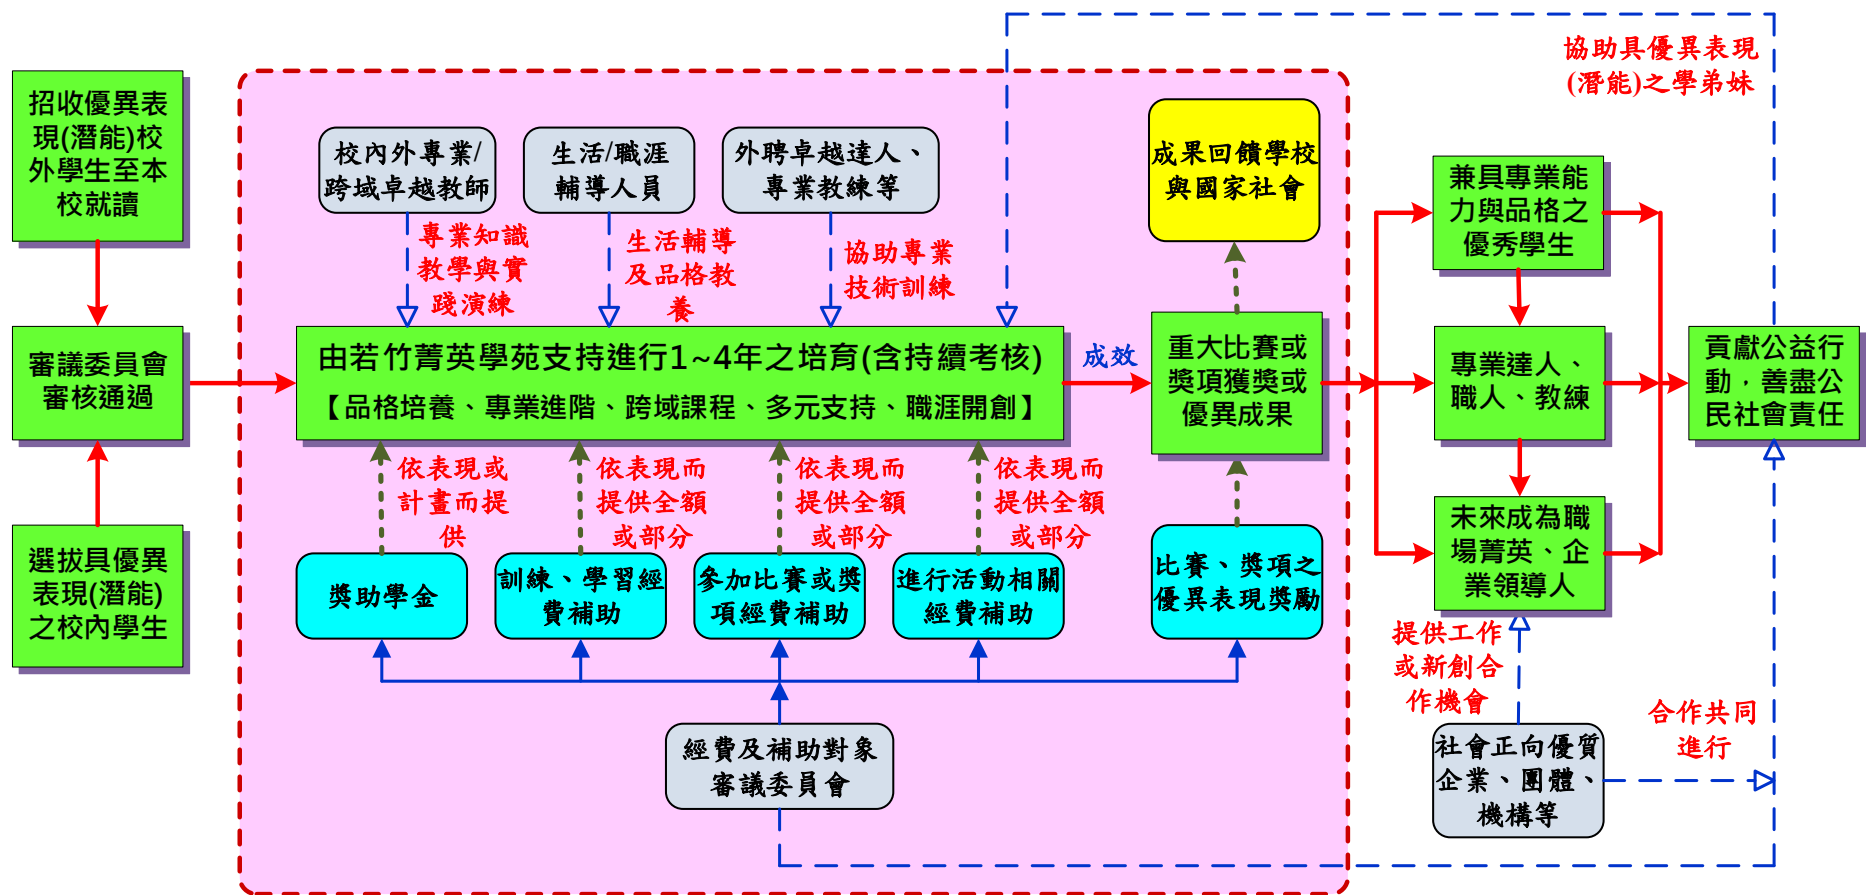 協助具優異表現
(潛能)之學弟妹
招收優異表
現(潛能)校
外學生至本
校就讀
校內外專業/
跨域卓越教師
生活/職涯
輔導人員
外聘卓越達人、
專業教練等
成果回饋學校
與國家社會
兼具專業能
力與品格之
優秀學生
專業知識
教學與實
踐演練
生活輔導
及品格教
養
協助專業
技術訓練
審議委員會
審核通過
由若竹菁英學苑支持進行1~4年之培育(含持續考核)
【品格培養、專業進階、跨域課程、多元支持、職涯開創】
成效
重大比賽或
獎項獲獎或
優異成果
專業達人、
職人、教練
貢獻公益行
動，善盡公
民社會責任
依表現或
計畫而提
供
依表現而
提供全額
或部分
依表現而
提供全額
或部分
依表現而
提供全額
或部分
選拔具優異
表現(潛能)
之校內學生
獎助學金
訓練、學習經
費補助
參加比賽或獎
項經費補助
進行活動相關
經費補助
比賽、獎項之
優異表現獎勵
未來成為職
場菁英、企
業領導人
提供工作
或新創合
作機會
經費及補助對象
審議委員會
社會正向優質
企業、團體、
機構等
合作共同
進行